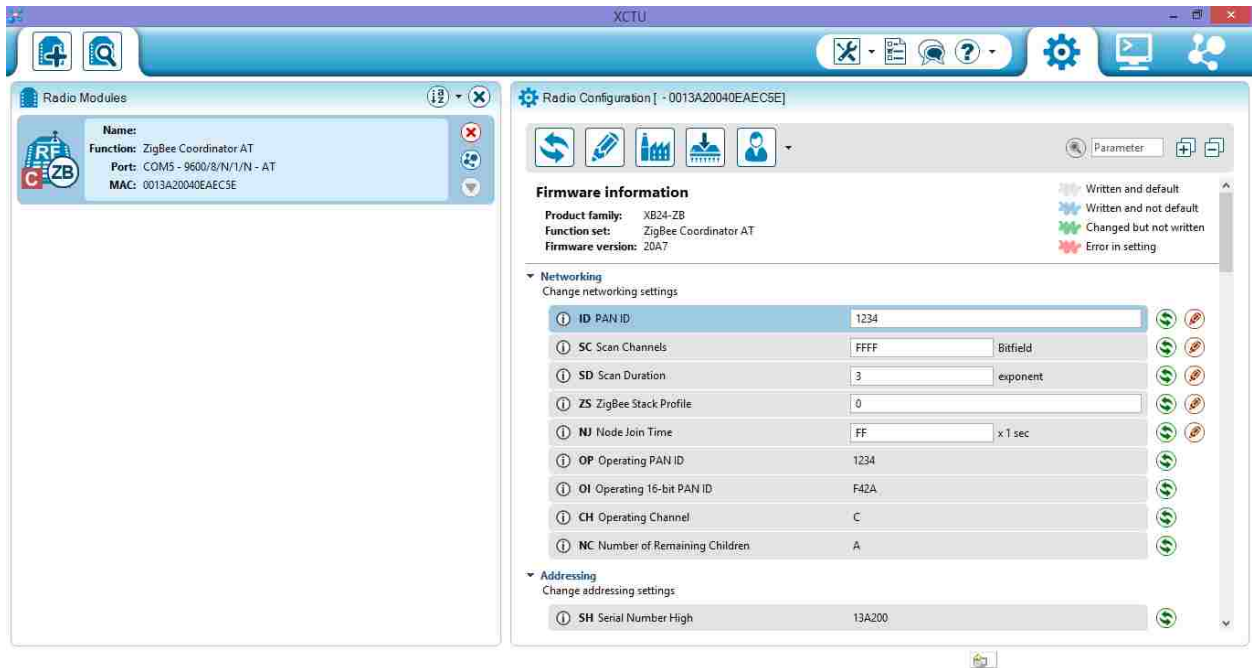 XCTU
Radio Modules
Name:
Function: ZigBee Coordinator AT
Port: COM5 - 9600/8/N/1/N - AT
MAC: 0013A20040EAEC5E
RF
C
ZB
Radio Configuration [ - 0013A20040EAEC5E]
Parameter
Firmware information
Product family: XB24-ZB
Function set: ZigBee Coordinator AT
Firmware version: 20A7
Written and default
Written and not default
Changed but not written
Error in setting
Networking
Change networking settings
ID PAN ID 1234
SC Scan Channels FFFF Bitfield
SD Scan Duration 3 exponent
ZS ZigBee Stack Profile 0
NJ Node Join Time FF x 1 sec
OP Operating PAN ID 1234
OI Operating 16-bit PAN ID F42A
CH Operating Channel C
NC Number of Remaining Children A
Addressing
Change addressing settings
SH Serial Number High 13A200